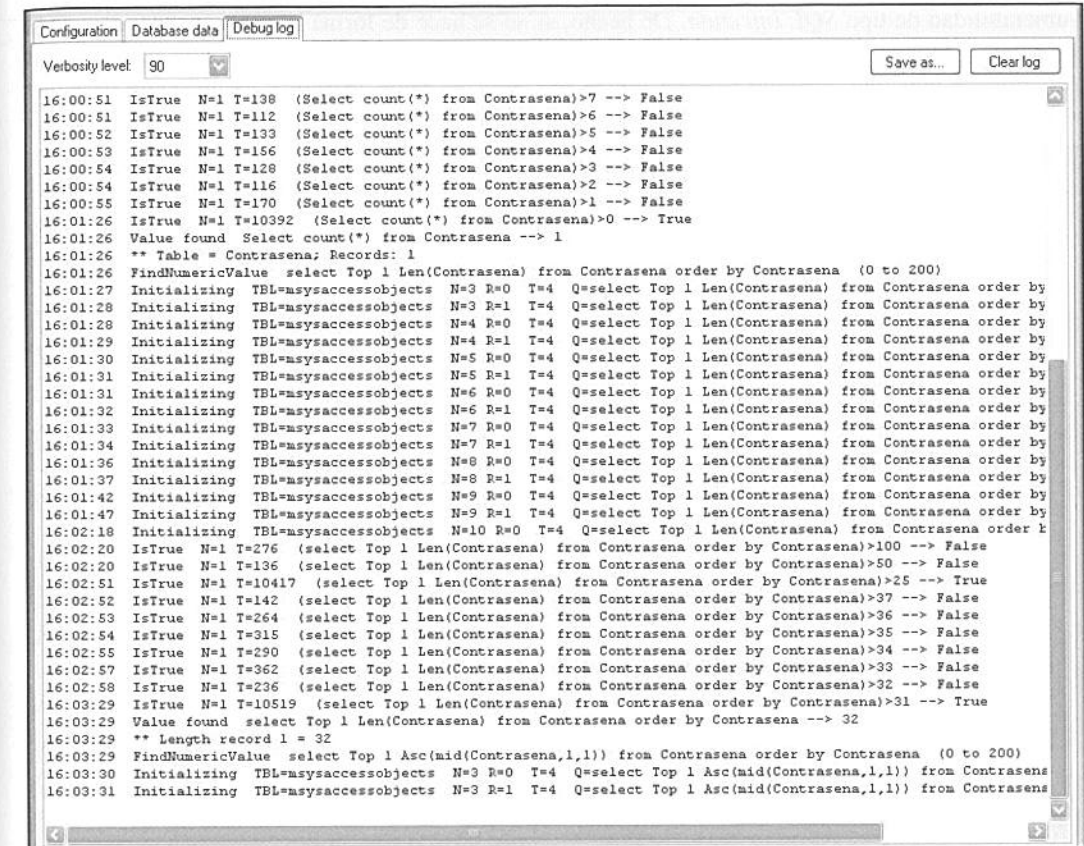 Configuration Database data Debug log
Verbosity level: 90 Save as... Clear log
16:00:51 IsTrue N=1 T=138 (Select count(*) from Contrasena)>7 --> False
16:00:51 IsTrue N=1 T=112 (Select count(*) from Contrasena)>6 --> False
16:00:52 IsTrue N=1 T=133 (Select count(*) from Contrasena)>5 --> False
16:00:53 IsTrue N=1 T=156 (Select count(*) from Contrasena)>4 --> False
16:00:54 IsTrue N=1 T=128 (Select count(*) from Contrasena)>3 --> False
16:00:54 IsTrue N=1 T=116 (Select count(*) from Contrasena)>2 --> False
16:00:55 IsTrue N=1 T=170 (Select count(*) from Contrasena)>1 --> False
16:01:26 IsTrue N=1 T=10392 (Select count(*) from Contrasena)>0 --> True
16:01:26 Value found Select count(*) from Contrasena --> 1
16:01:26 ** Table = Contrasena; Records: 1
16:01:26 FindNumericValue select Top 1 Len(Contrasena) from Contrasena order by Contrasena (0 to 200)
16:01:27 Initializing TBL=msysaccessobjects N=3 R=0 T=4 Q=select Top 1 Len(Contrasena) from Contrasena order by
16:01:28 Initializing TBL=msysaccessobjects N=3 R=1 T=4 Q=select Top 1 Len(Contrasena) from Contrasena order by
16:01:28 Initializing TBL=msysaccessobjects N=4 R=0 T=4 Q=select Top 1 Len(Contrasena) from Contrasena order by
16:01:29 Initializing TBL=msysaccessobjects N=4 R=1 T=4 Q=select Top 1 Len(Contrasena) from Contrasena order by
16:01:30 Initializing TBL=msysaccessobjects N=5 R=0 T=4 Q=select Top 1 Len(Contrasena) from Contrasena order by
16:01:31 Initializing TBL=msysaccessobjects N=5 R=1 T=4 Q=select Top 1 Len(Contrasena) from Contrasena order by
16:01:31 Initializing TBL=msysaccessobjects N=6 R=0 T=4 Q=select Top 1 Len(Contrasena) from Contrasena order by
16:01:32 Initializing TBL=msysaccessobjects N=6 R=1 T=4 Q=select Top 1 Len(Contrasena) from Contrasena order by
16:01:33 Initializing TBL=msysaccessobjects N=7 R=0 T=4 Q=select Top 1 Len(Contrasena) from Contrasena order by
16:01:34 Initializing TBL=msysaccessobjects N=7 R=1 T=4 Q=select Top 1 Len(Contrasena) from Contrasena order by
16:01:36 Initializing TBL=msysaccessobjects N=8 R=0 T=4 Q=select Top 1 Len(Contrasena) from Contrasena order by
16:01:37 Initializing TBL=msysaccessobjects N=8 R=1 T=4 Q=select Top 1 Len(Contrasena) from Contrasena order by
16:01:42 Initializing TBL=msysaccessobjects N=9 R=0 T=4 Q=select Top 1 Len(Contrasena) from Contrasena order by
16:01:47 Initializing TBL=msysaccessobjects N=9 R=1 T=4 Q=select Top 1 Len(Contrasena) from Contrasena order by
16:02:18 Initializing TBL=msysaccessobjects N=10 R=0 T=4 Q=select Top 1 Len(Contrasena) from Contrasena order
16:02:20 IsTrue N=1 T=276 (select Top 1 Len(Contrasena) from Contrasena order by Contrasena)>100 --> False
16:02:20 IsTrue N=1 T=136 (select Top 1 Len(Contrasena) from Contrasena order by Contrasena)>50 --> False
16:02:51 IsTrue N=1 T=10417 (select Top 1 Len(Contrasena) from Contrasena order by Contrasena)>25 --> True
16:02:52 IsTrue N=1 T=142 (select Top 1 Len(Contrasena) from Contrasena order by Contrasena)>37 --> False
16:02:53 IsTrue N=1 T=264 (select Top 1 Len(Contrasena) from Contrasena order by Contrasena)>36 --> False
16:02:54 IsTrue N=1 T=315 (select Top 1 Len(Contrasena) from Contrasena order by Contrasena)>35 --> False
16:02:55 IsTrue N=1 T=290 (select Top 1 Len(Contrasena) from Contrasena order by Contrasena)>34 --> False
16:02:57 IsTrue N=1 T=362 (select Top 1 Len(Contrasena) from Contrasena order by Contrasena)>33 --> False
16:02:58 IsTrue N=1 T=236 (select Top 1 Len(Contrasena) from Contrasena order by Contrasena)>32 --> False
16:03:29 IsTrue N=1 T=10519 (select Top 1 Len(Contrasena) from Contrasena order by Contrasena)>31 --> True
16:03:29 Value found select Top 1 Len(Contrasena) from Contrasena order by Contrasena --> 32
16:03:29 ** Length record 1 = 32
16:03:29 FindNumericValue select Top 1 Asc(mid(Contrasena,1,1)) from Contrasena order by Contrasena (0 to 200)
16:03:30 Initializing TBL=msysaccessobjects N=3 R=0 T=4 Q=select Top 1 Asc(mid(Contrasena,1,1)) from Contrasena
16:03:31 Initializing TBL=msysaccessobjects N=3 R=1 T=4 Q=select Top 1 Asc(mid(Contrasena,1,1)) from Contrasena